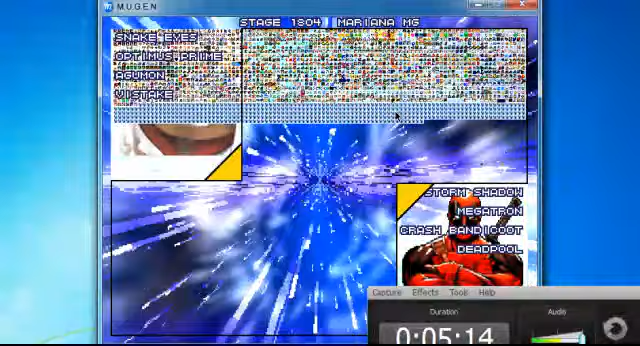 M.U.G.E.N
STAGE 1804: MARIANA MG
SNAKE EYES
OPTIMUS PRIME
AGUMON
VISTAKE
STORM SHADOW
MEGATRON
CRASH BANDICOOT
DEADPOOL
Capture Effects Tools Help
Duration
Audio
0:05:14